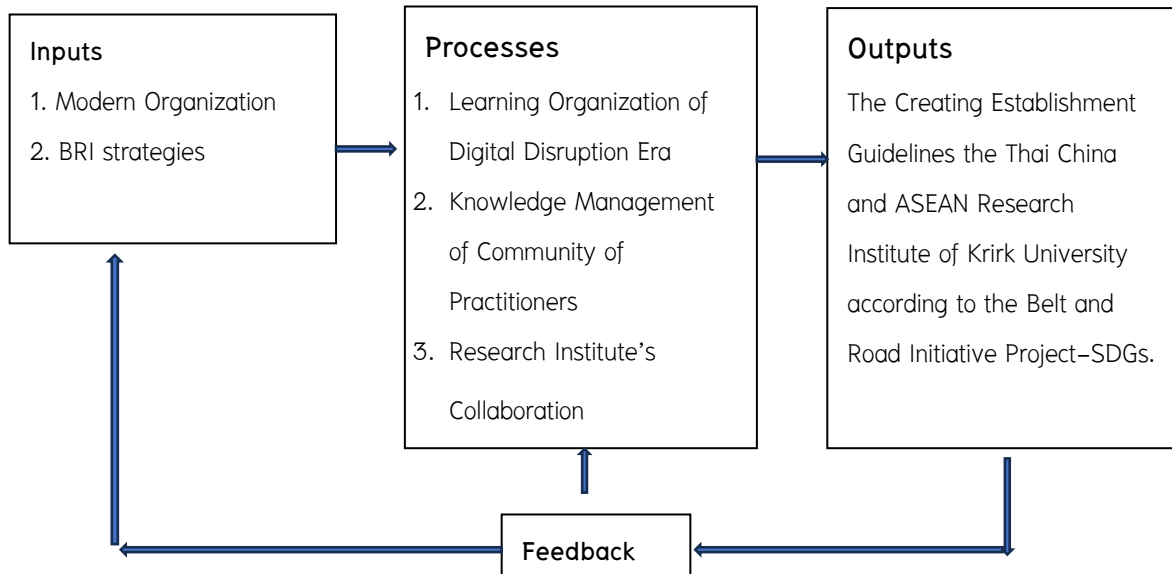 Inputs
1. Modern Organization
2. BRI strategies
Processes
1. Learning Organization of
Digital Disruption Era
2. Knowledge Management
of Community of
Practitioners
3. Research Institute's
Collaboration
Outputs
The Creating Establishment
Guidelines the Thai China
and ASEAN Research
Institute of Krirk University
according to the Belt and
Road Initiative Project–SDGs.
Feedback